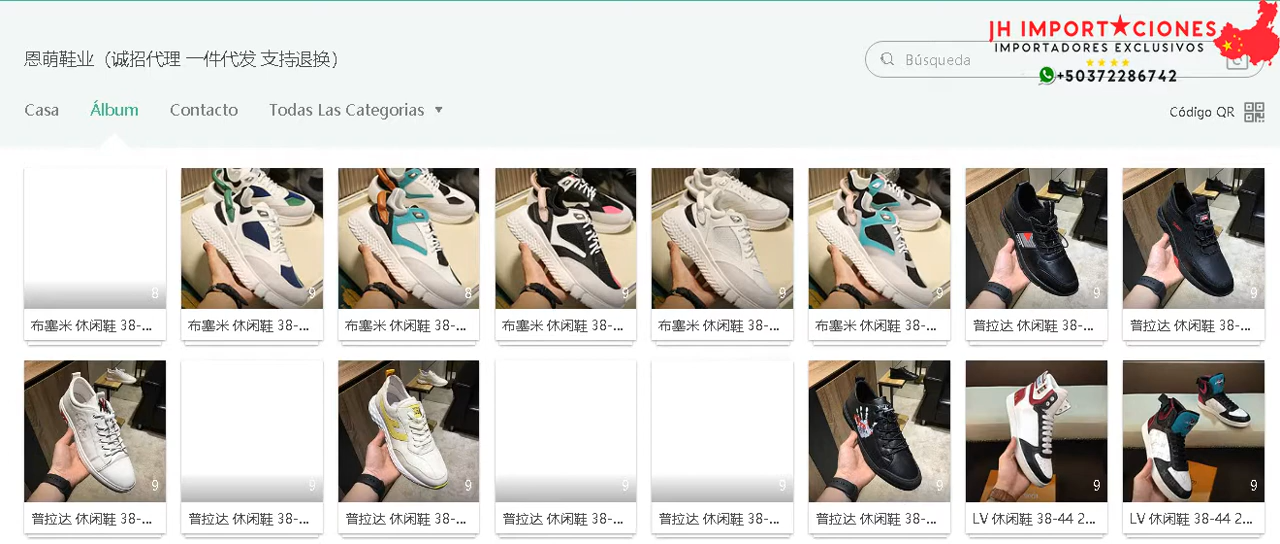 JH IMPORT★CIONES
IMPORTADORES EXCLUSIVOS
+50372286742
恩萌鞋业（诚招代理 一件代发 支持退换）
Búsqueda
Casa Álbum Contacto Todas Las Categorias
Código QR
8 9 8 9 9 9 9 9
布塞米 休闲鞋 38-... 布塞米 休闲鞋 38-... 布塞米 休闲鞋 38-... 布塞米 休闲鞋 38-... 布塞米 休闲鞋 38-... 布塞米 休闲鞋 38-... 普拉达 休闲鞋 38-... 普拉达 休闲鞋 38-...
9 9 9 9 9 9 9 9
普拉达 休闲鞋 38-... 普拉达 休闲鞋 38-... 普拉达 休闲鞋 38-... 普拉达 休闲鞋 38-... 普拉达 休闲鞋 38-... 普拉达 休闲鞋 38-... LV 休闲鞋 38-44 2... LV 休闲鞋 38-44 2...